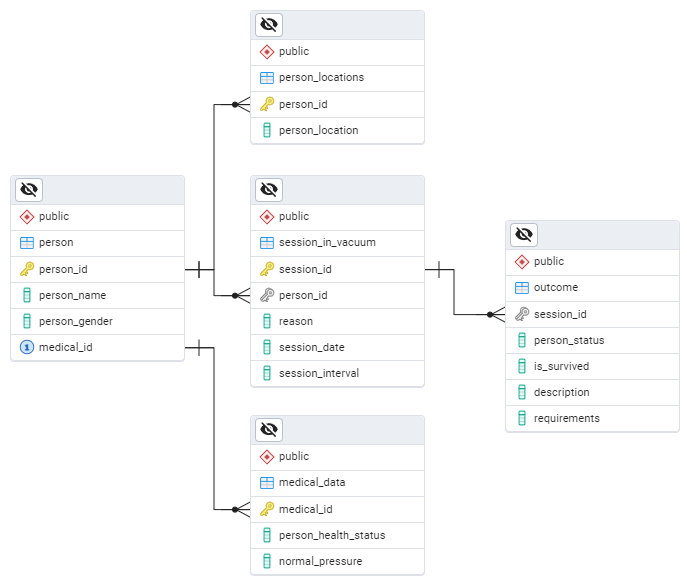 public
person_locations
person_id
person_location
public
person
person_id
person_name
person_gender
1 medical_id
public
session_in_vacuum
session_id
person_id
reason
session_date
session_interval
public
outcome
session_id
person_status
is_survived
description
requirements
public
medical_data
medical_id
person_health_status
normal_pressure